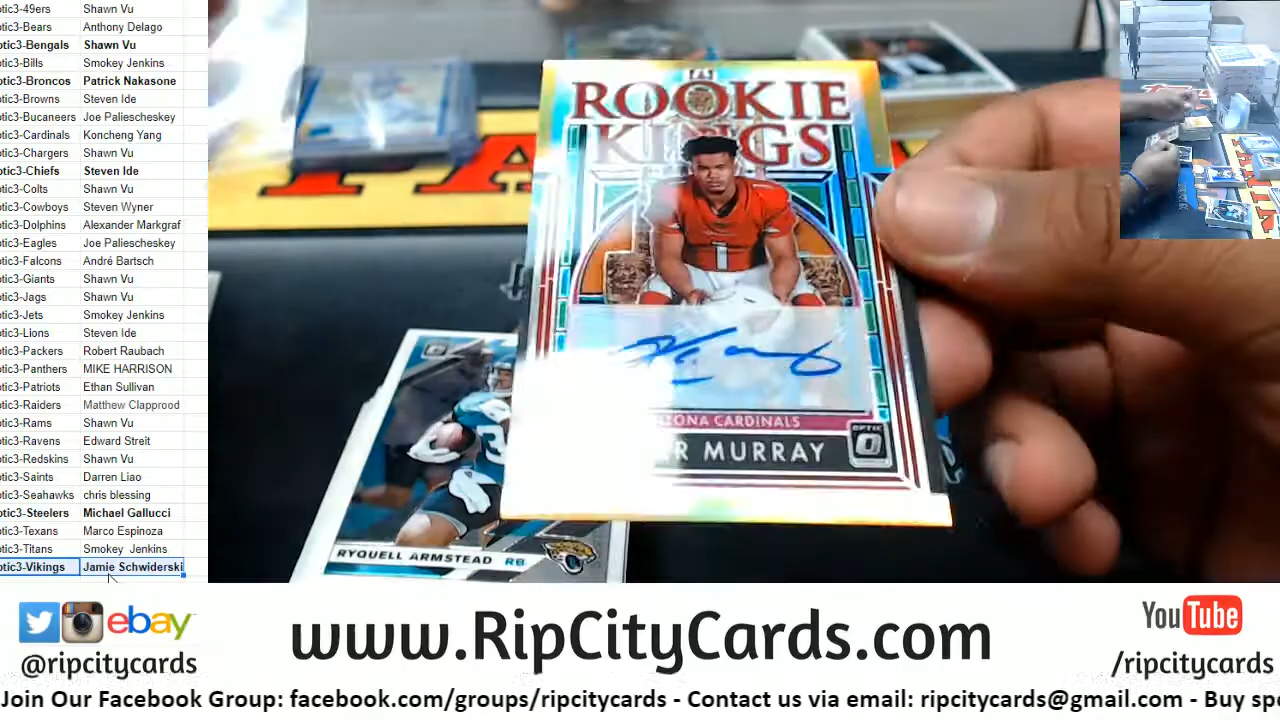 otic3-49ers Shawn Vu
otic3-Bears Anthony Delago
otic3-Bengals Shawn Vu
otic3-Bills Smokey Jenkins
otic3-Broncos Patrick Nakasone
otic3-Browns Steven Ide
otic3-Bucaneers Joe Paliescheskey
otic3-Cardinals Koncheng Yang
otic3-Chargers Shawn Vu
otic3-Chiefs Steven Ide
otic3-Colts Shawn Vu
otic3-Cowboys Steven Wyner
otic3-Dolphins Alexander Markgraf
otic3-Eagles Joe Paliescheskey
otic3-Falcons André Bartsch
otic3-Giants Shawn Vu
otic3-Jags Shawn Vu
otic3-Jets Smokey Jenkins
otic3-Lions Steven Ide
otic3-Packers Robert Raubach
otic3-Panthers MIKE HARRISON
otic3-Patriots Ethan Sullivan
otic3-Raiders Matthew Clapprood
otic3-Rams Shawn Vu
otic3-Ravens Edward Streit
otic3-Redskins Shawn Vu
otic3-Saints Darren Liao
otic3-Seahawks chris blessing
otic3-Steelers Michael Gallucci
otic3-Texans Marco Espinoza
otic3-Titans Smokey Jenkins
otic3-Vikings Jamie Schwiderski
ROOKIE
KINGS
1
ZONA CARDINALS
R MURRAY
OPTIC
RYQUELL ARMSTEAD RB
ebay
@ripcitycards
www.RipCityCards.com
YouTube
/ripcitycards
Join Our Facebook Group: facebook.com/groups/ripcitycards - Contact us via email: ripcitycards@gmail.com - Buy spo